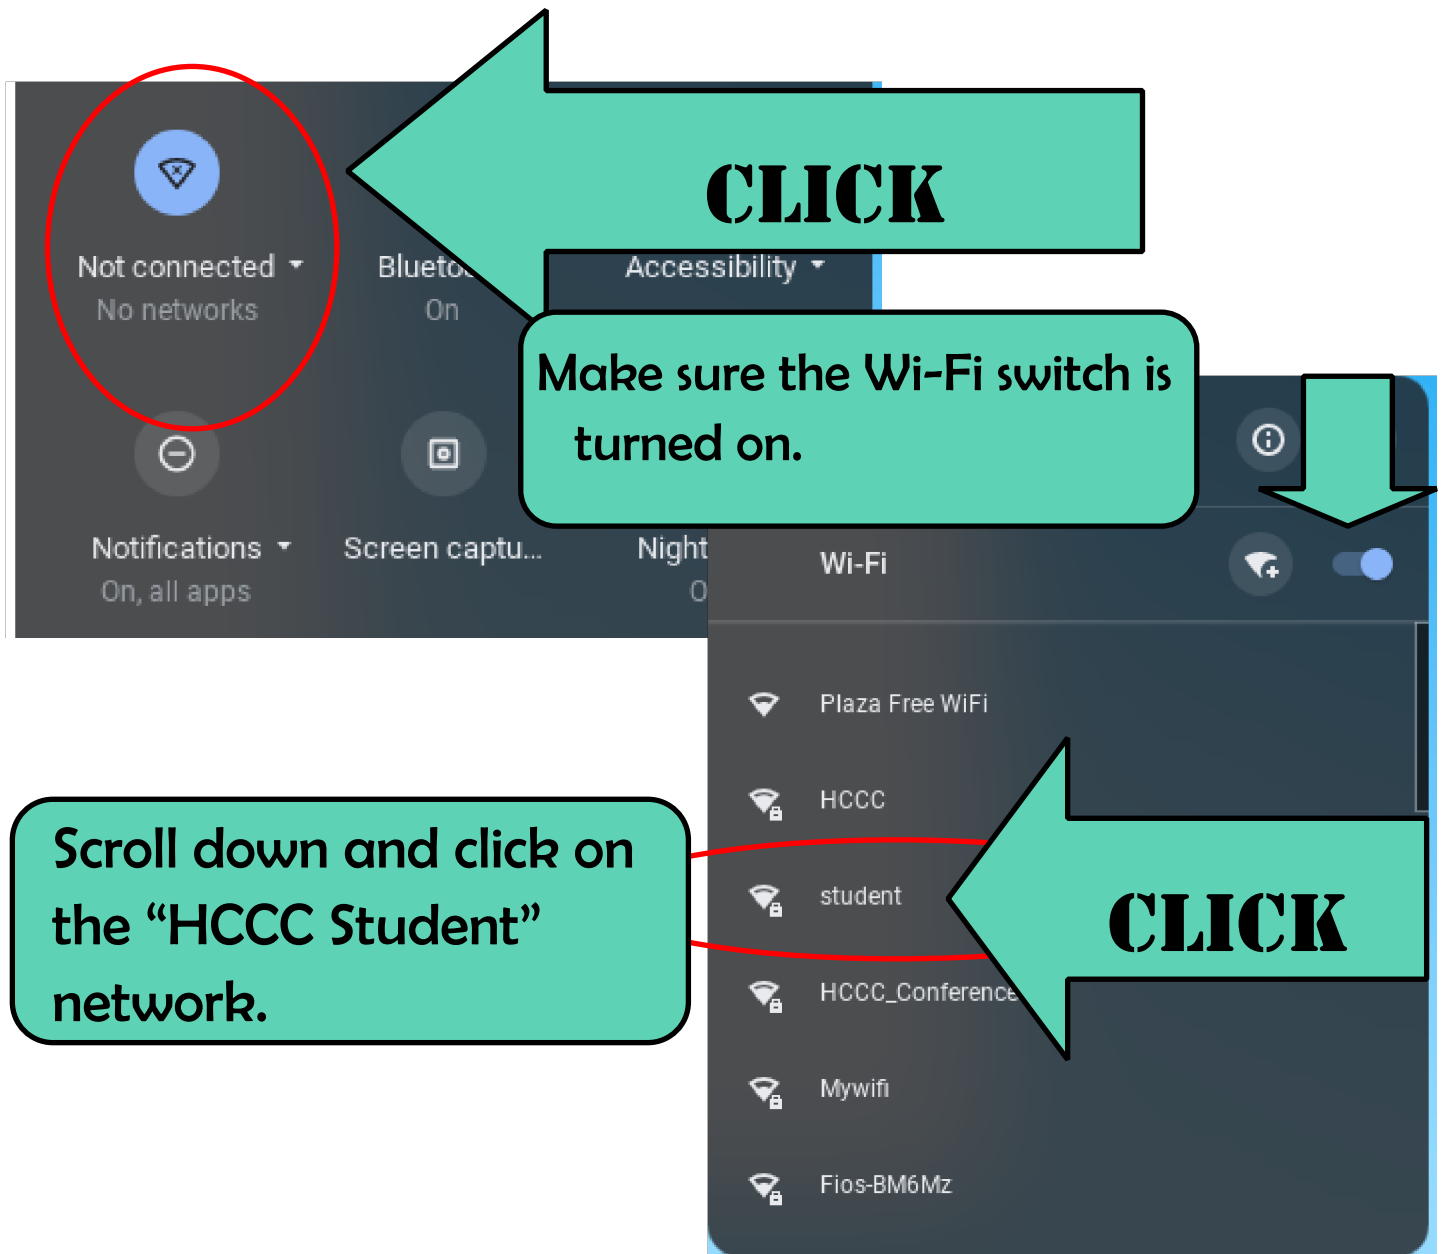 CLICK
Not connected
No networks
Blueto
On
Accessibility
Make sure the Wi-Fi switch is
turned on.
Notifications
On, all apps
Screen captu...
Night
Wi-Fi
Plaza Free WiFi
HCCC
student
HCCC_Conference
Mywifi
Fios-BM6Mz
Scroll down and click on
the “HCCC Student”
network.
CLICK